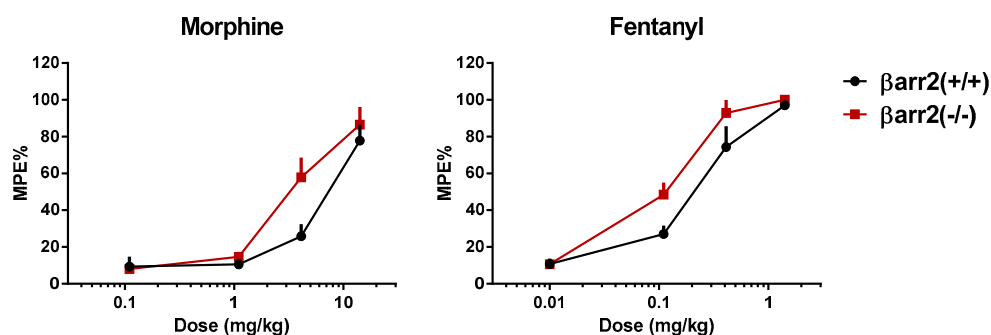 Morphine
120
100
80
60
40
20
0
MPE%
0.1
1
10
Dose (mg/kg)
Fentanyl
120
100
80
60
40
20
0
MPE%
0.01
0.1
1
Dose (mg/kg)
βarr2(+/+)
βarr2(-/-)